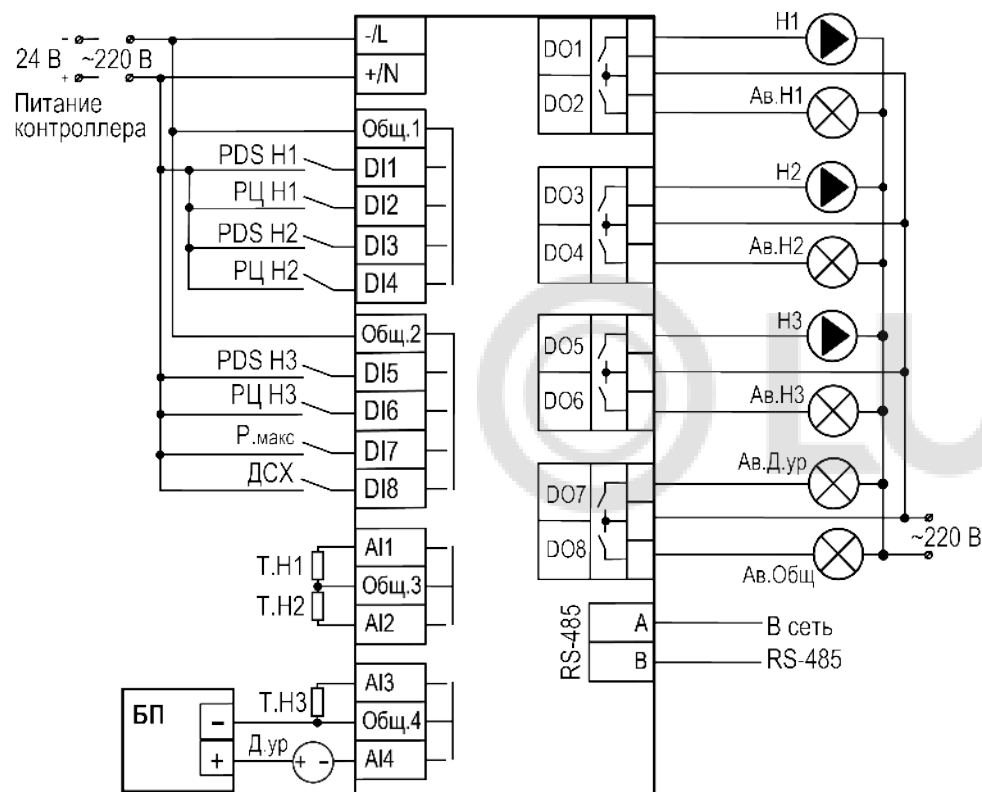 24 В
~220 В
Питание
контроллера
-
+
-/L
+/N
Общ.1
PDS Н1
DI1
РЦ Н1
DI2
PDS Н2
DI3
РЦ Н2
DI4
Общ.2
PDS Н3
DI5
РЦ Н3
DI6
Р.макс
DI7
ДСХ
DI8
Т.Н1
AI1
Общ.3
Т.Н2
AI2
Т.Н3
AI3
Общ.4
AI4
БП
-
+
Д.ур
+ -
DO1
Н1
DO2
Ав.Н1
DO3
Н2
DO4
Ав.Н2
DO5
Н3
DO6
Ав.Н3
DO7
Ав.Д.ур
DO8
Ав.Общ
~220 В
RS-485
A
B
В сеть
RS-485
© LU